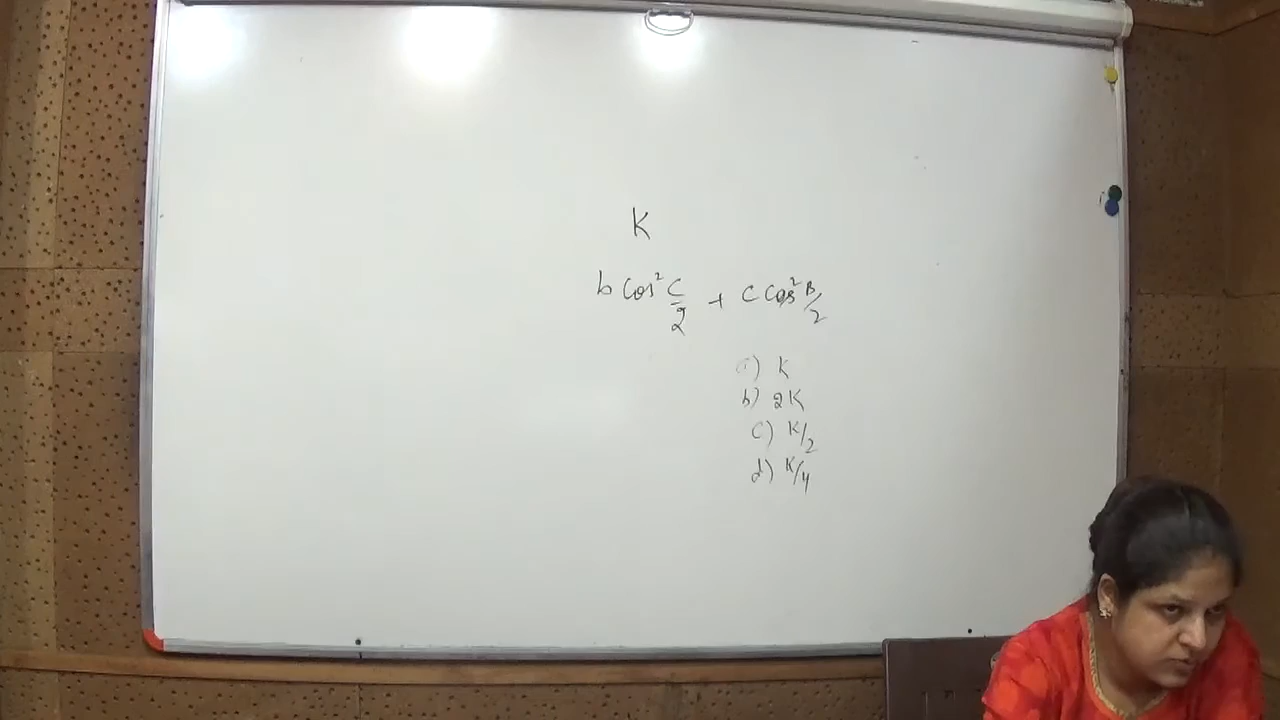 K
b Cos² C/2 + C Cos² B/2
a) K
b) 2K
C) K/2
d) K/4